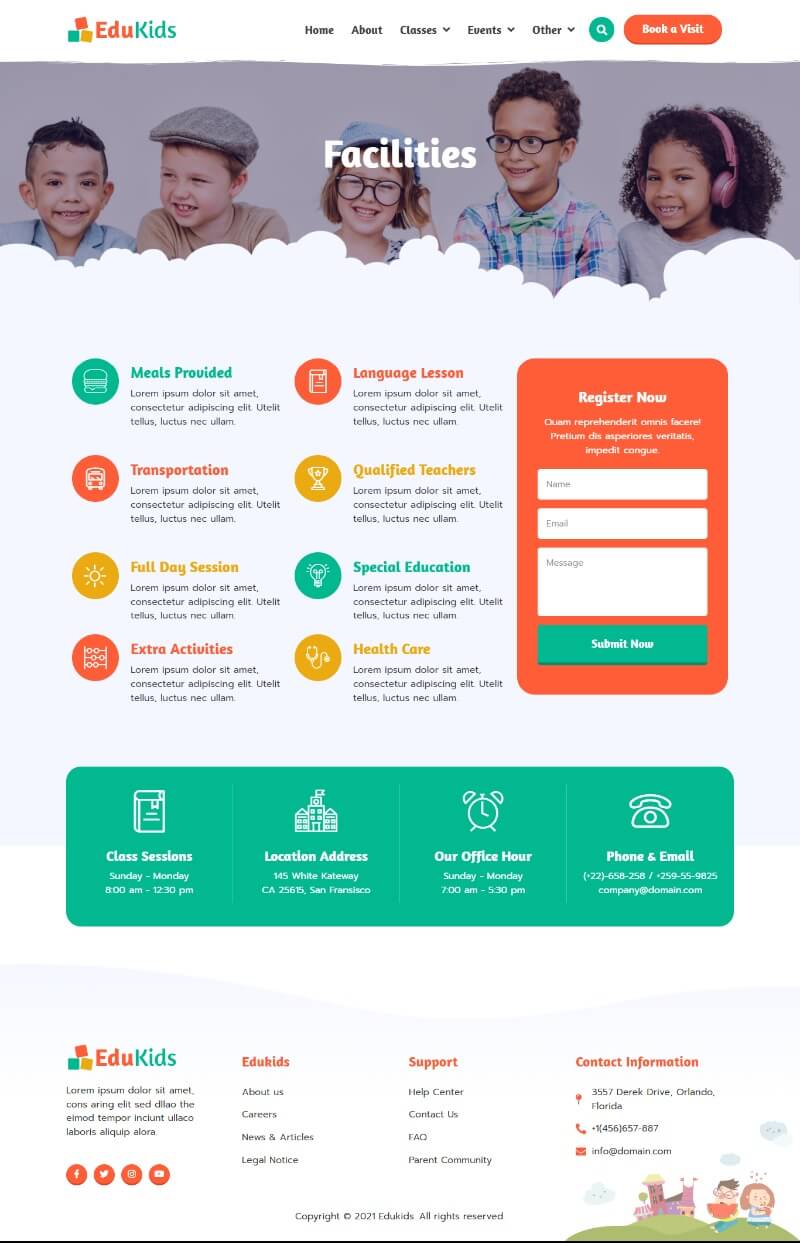 EduKids
Home
About
Classes
Events
Other
Book a Visit
Facilities
Meals Provided
Lorem ipsum dolor sit amet,
consectetur adipiscing elit. Utelit
tellus, luctus nec ullam.
Language Lesson
Lorem ipsum dolor sit amet,
consectetur adipiscing elit. Utelit
tellus, luctus nec ullam.
Transportation
Lorem ipsum dolor sit amet,
consectetur adipiscing elit. Utelit
tellus, luctus nec ullam.
Qualified Teachers
Lorem ipsum dolor sit amet,
consectetur adipiscing elit. Utelit
tellus, luctus nec ullam.
Full Day Session
Lorem ipsum dolor sit amet,
consectetur adipiscing elit. Utelit
tellus, luctus nec ullam.
Special Education
Lorem ipsum dolor sit amet,
consectetur adipiscing elit. Utelit
tellus, luctus nec ullam.
Extra Activities
Lorem ipsum dolor sit amet,
consectetur adipiscing elit. Utelit
tellus, luctus nec ullam.
Health Care
Lorem ipsum dolor sit amet,
consectetur adipiscing elit. Utelit
tellus, luctus nec ullam.
Register Now
Quam reprehenderit omnis facere!
Pretium dis asperiores veritatis,
impedit congue.
Name
Email
Message
Submit Now
Class Sessions
Sunday - Monday
8:00 am - 12:30 pm
Location Address
145 White Kateway
CA 25615, San Fransisco
Our Office Hour
Sunday - Monday
7:00 am - 5:30 pm
Phone & Email
(+22)-658-258 / +259-55-9825
company@domain.com
EduKids
Lorem ipsum dolor sit amet,
cons aring elit sed dllao the
eimod tempor inciunt ullaco
laboris aliquip alora.
Edukids
About us
Careers
News & Articles
Legal Notice
Support
Help Center
Contact Us
FAQ
Parent Community
Contact Information
3557 Derek Drive, Orlando,
Florida
+1(456)657-887
info@domain.com
Copyright © 2021 Edukids. All rights reserved